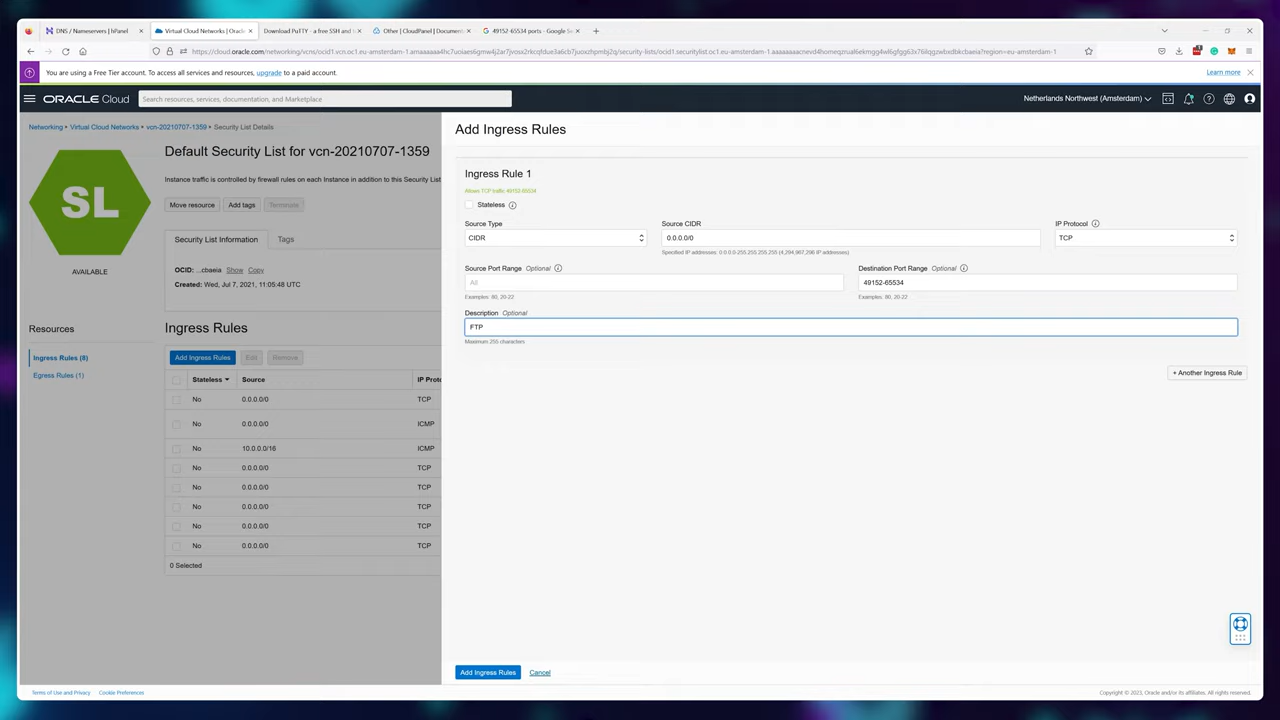 DNS / Nameservers | hPanel
Virtual Cloud Networks | Oracle
Download PuTTY - a free SSH and
Other | CloudPanel | Document
49152-65534 ports - Google Se
You are using a Free Tier account. To access all services and resources, upgrade to a paid account.
Learn more
ORACLE Cloud
Search resources, services, documentation, and Marketplace
Netherlands Northwest (Amsterdam)
Networking
Virtual Cloud Networks
vcn-20210707-1359
Security List Details
SL
AVAILABLE
Default Security List for vcn-20210707-1359
Instance traffic is controlled by firewall rules on each Instance in addition to this Security List
Move resource
Add tags
Terminate
Security List Information
Tags
OCID: ...cbaeia Show Copy
Created: Wed, Jul 7, 2021, 11:05:48 UTC
Resources
Ingress Rules (8)
Egress Rules (1)
Ingress Rules
Add Ingress Rules
Edit
Remove
Stateless Source IP Proto
No 0.0.0.0/0 TCP
No 0.0.0.0/0 ICMP
No 10.0.0.0/16 ICMP
No 0.0.0.0/0 TCP
No 0.0.0.0/0 TCP
No 0.0.0.0/0 TCP
No 0.0.0.0/0 TCP
No 0.0.0.0/0 TCP
0 Selected
Add Ingress Rules
Ingress Rule 1
Allows TCP traffic 49152-65534
Stateless
Source Type
CIDR
Source CIDR
0.0.0.0/0
Specified IP addresses: 0.0.0.0-255.255.255.255 (4,294,967,296 IP addresses)
IP Protocol
TCP
Source Port Range Optional
All
Examples: 80, 20-22
Destination Port Range Optional
49152-65534
Examples: 80, 20-22
Description Optional
FTP
Maximum 255 characters
+ Another Ingress Rule
Add Ingress Rules
Cancel
Terms of Use and Privacy
Cookie Preferences
Copyright © 2023, Oracle and/or its affiliates. All rights reserved.